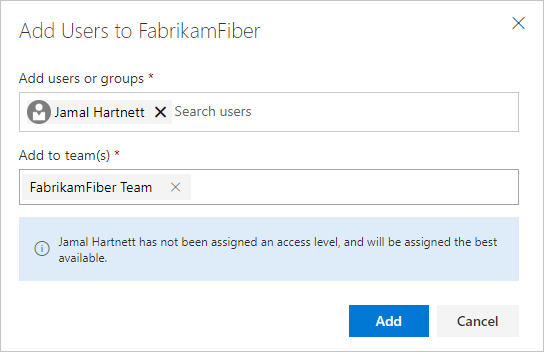 Add Users to FabrikamFiber
Add users or groups *
Jamal Hartnett Search users
Add to team(s) *
FabrikamFiber Team
Jamal Hartnett has not been assigned an access level, and will be assigned the best
available.
Add Cancel